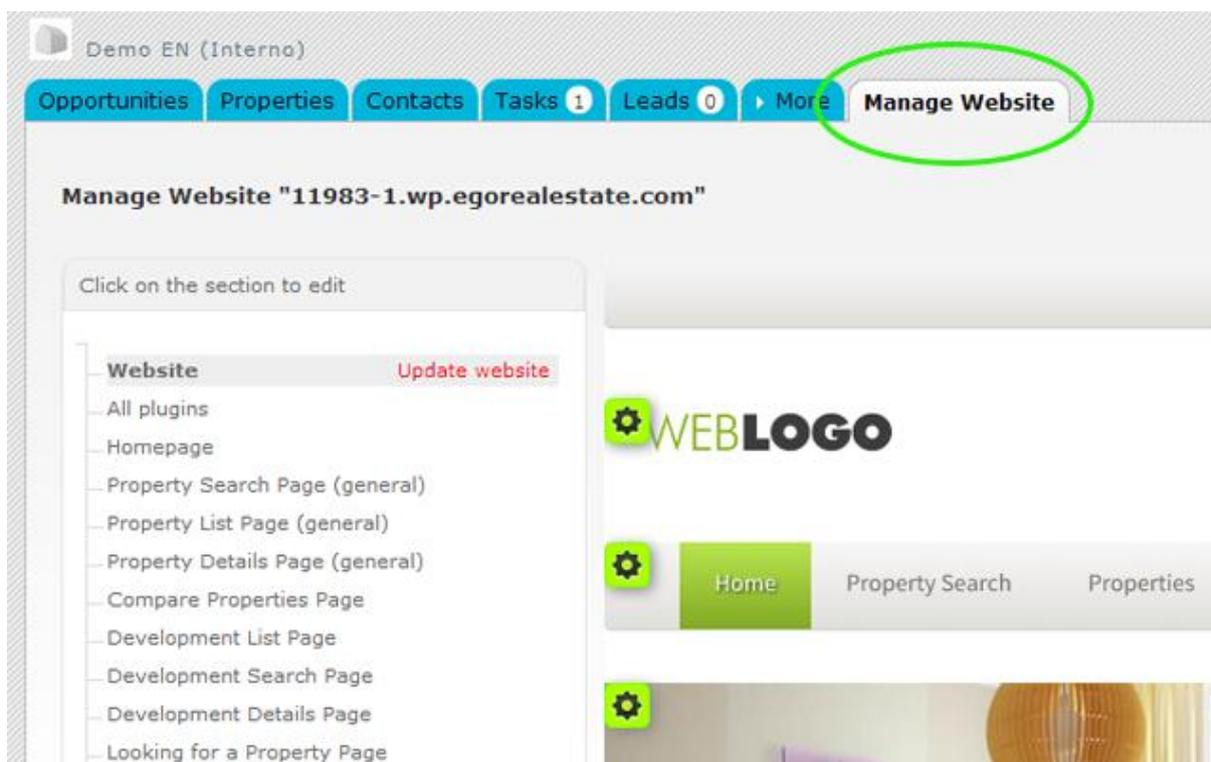 Demo EN (Interno)
Opportunities Properties Contacts Tasks 1 Leads 0 More Manage Website
Manage Website "11983-1.wp.egorealestate.com"
Click on the section to edit
Website Update website
All plugins
Homepage
Property Search Page (general)
Property List Page (general)
Property Details Page (general)
Compare Properties Page
Development List Page
Development Search Page
Development Details Page
Looking for a Property Page
WEBLOGO
Home Property Search Properties